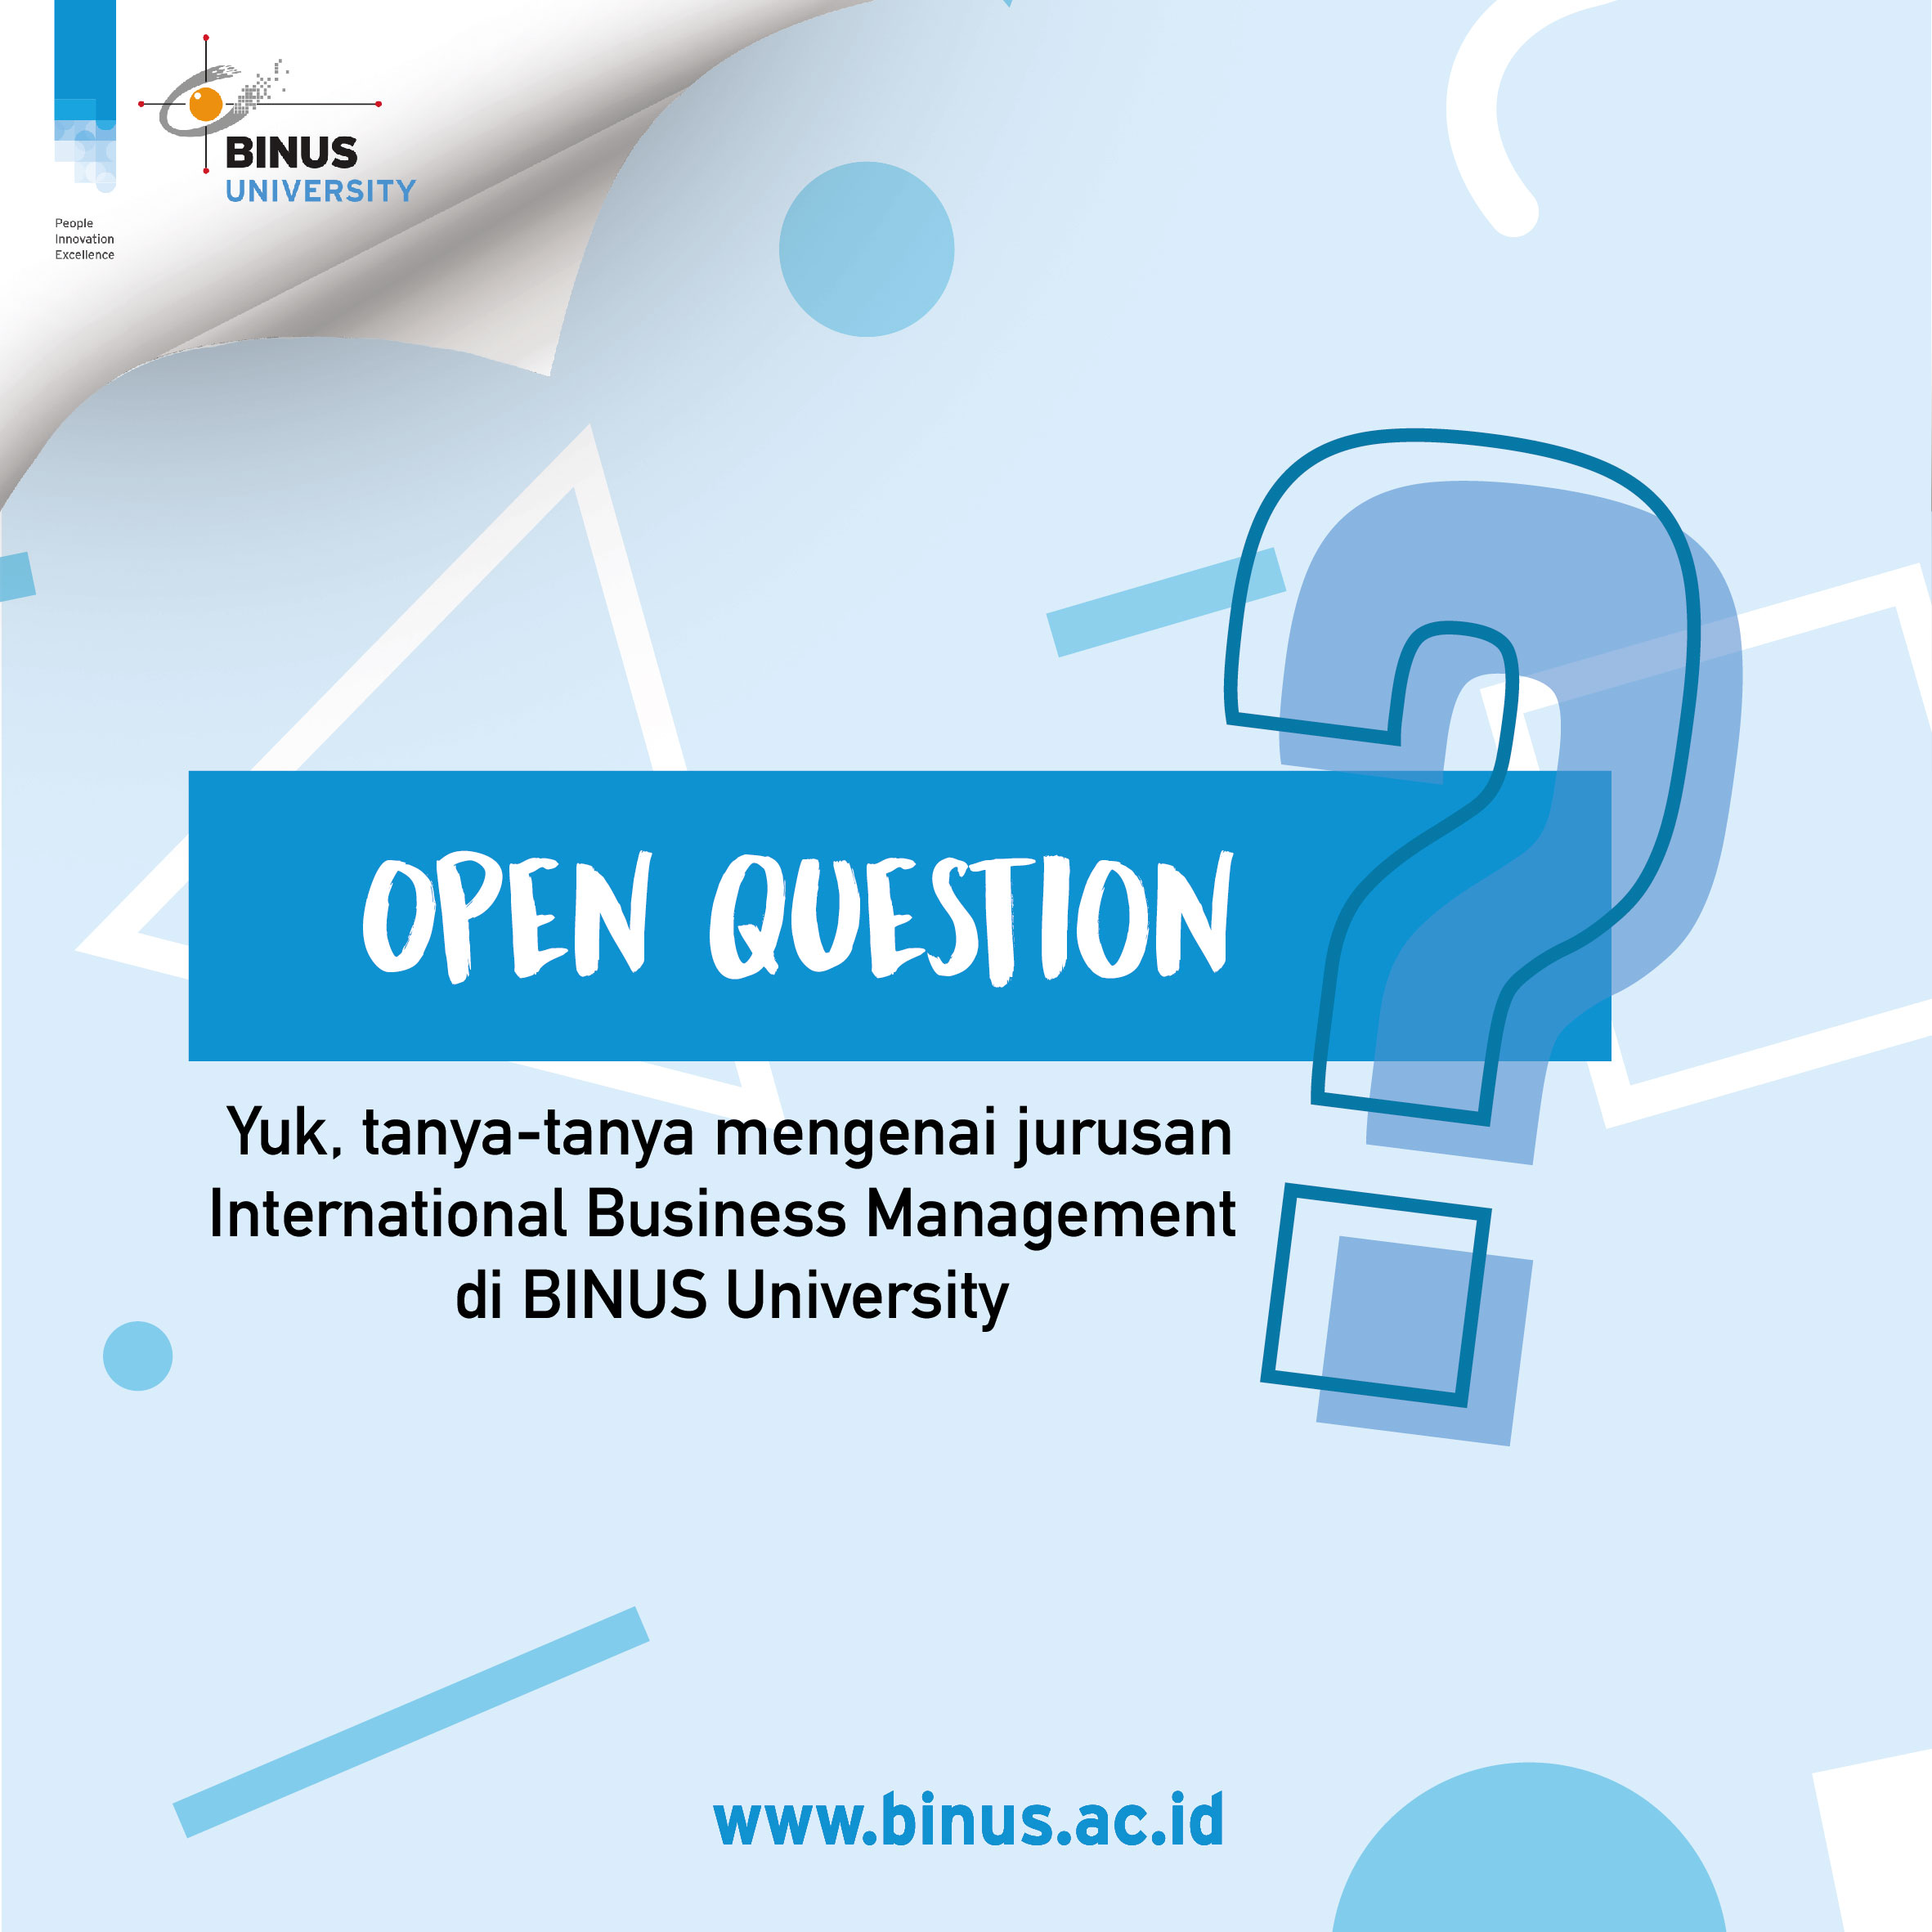 BINUS
UNIVERSITY
People
Innovation
Excellence
OPEN QUESTION
?
Yuk, tanya-tanya mengenai jurusan
International Business Management
di BINUS University
www.binus.ac.id